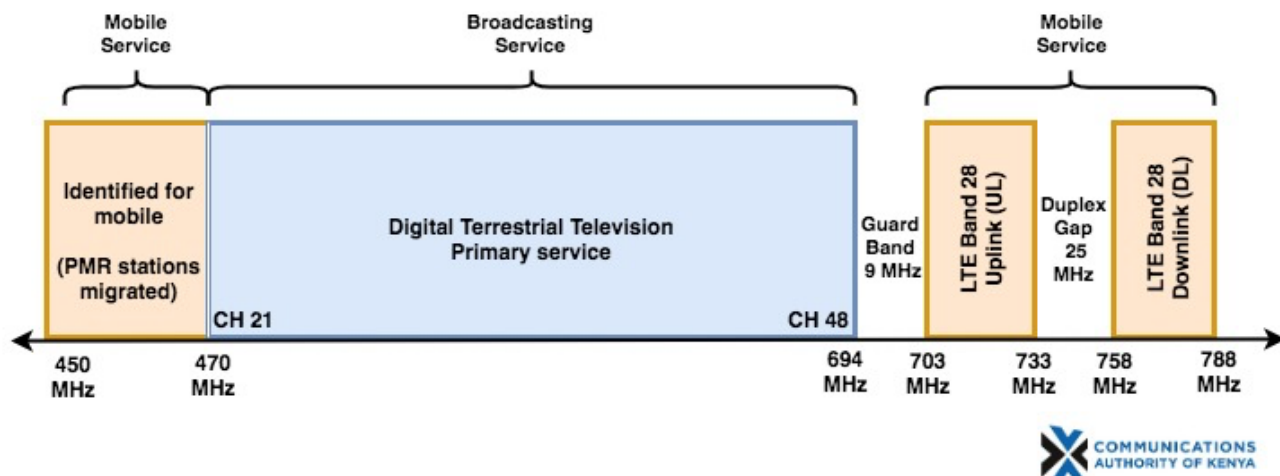 Mobile
Service
Broadcasting
Service
Mobile
Service
Identified for
mobile
(PMR stations
migrated)
Digital Terrestrial Television
Primary service
CH 21
CH 48
Guard
Band
9 MHz
LTE Band 28
Uplink (UL)
Duplex
Gap
25
MHz
LTE Band 28
Downlink (DL)
450
MHz
470
MHz
694
MHz
703
MHz
733
MHz
758
MHz
788
MHz
COMMUNICATIONS
AUTHORITY OF KENYA